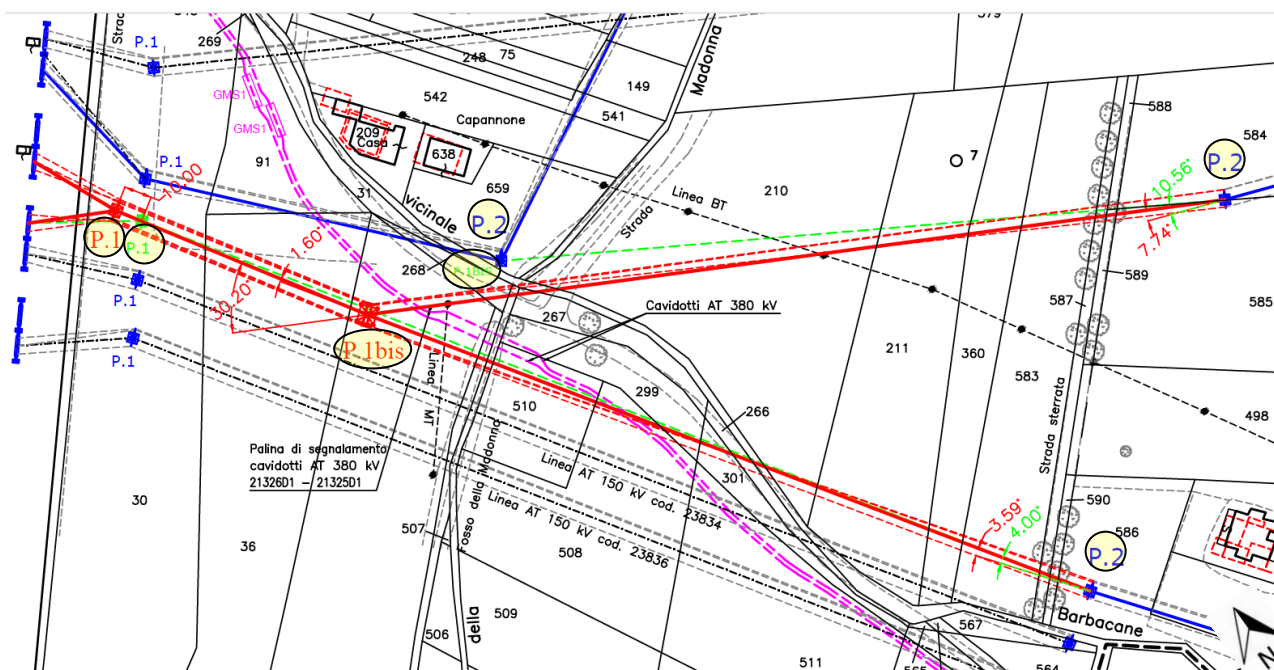 545
Strad
P.1
269
248
75
149
Madonna
579
588
584
P.2
GMS1
GMS1
542
541
Capannone
209
Casa
638
91
31
659
7
210
Linea BT
10.56°
7.74°
P.1
10.00
vicinale
P.2
Strada
P.1
P.1
1.60°
268
P.1BIS
589
587
585
P.1
30.20°
Cavidotti AT 380 kV
267
P.1bis
P.1
Linea MT
211
360
583
299
266
510
498
Strada sterrata
Palina di segnalamento
cavidotti AT 380 kV
21326D1 - 21325D1
Fosso della Madonna
Linea AT 150 kV cod. 23834
Linea AT 150 kV cod. 23836
301
30
36
507
508
590
586
3.59°
4.00°
P.2
509
506
della
Barbacane
567
511
565
564
N